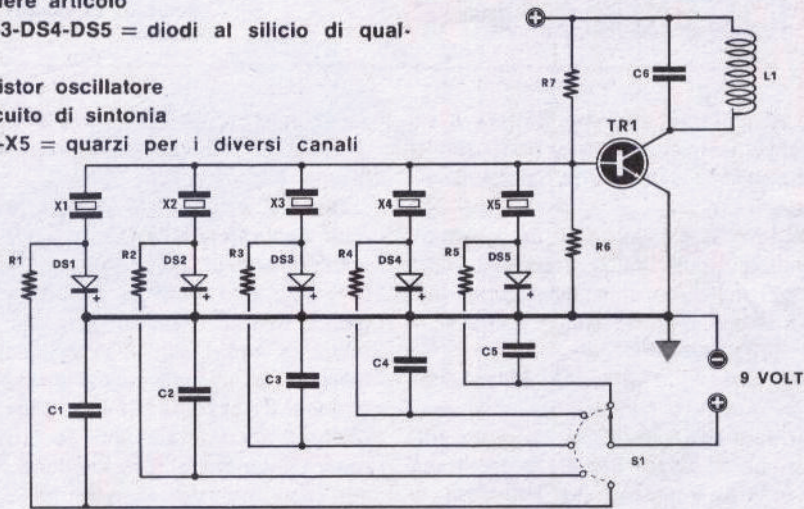 ere articolo
3-DS4-DS5 = diodi al silicio di qual-
istor oscillatore
cuito di sintonia
-X5 = quarzi per i diversi canali
+
R7
C6
L1
TR1
X1
X2
X3
X4
X5
R1
DS1
R2
DS2
R3
DS3
R4
DS4
R5
DS5
R6
+
+
+
+
+
C1
C2
C3
C4
C5
−
9 VOLT
+
S1